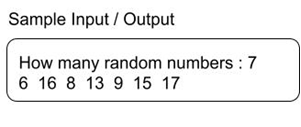 Sample Input / Output
How many random numbers : 7
6 16 8 13 9 15 17